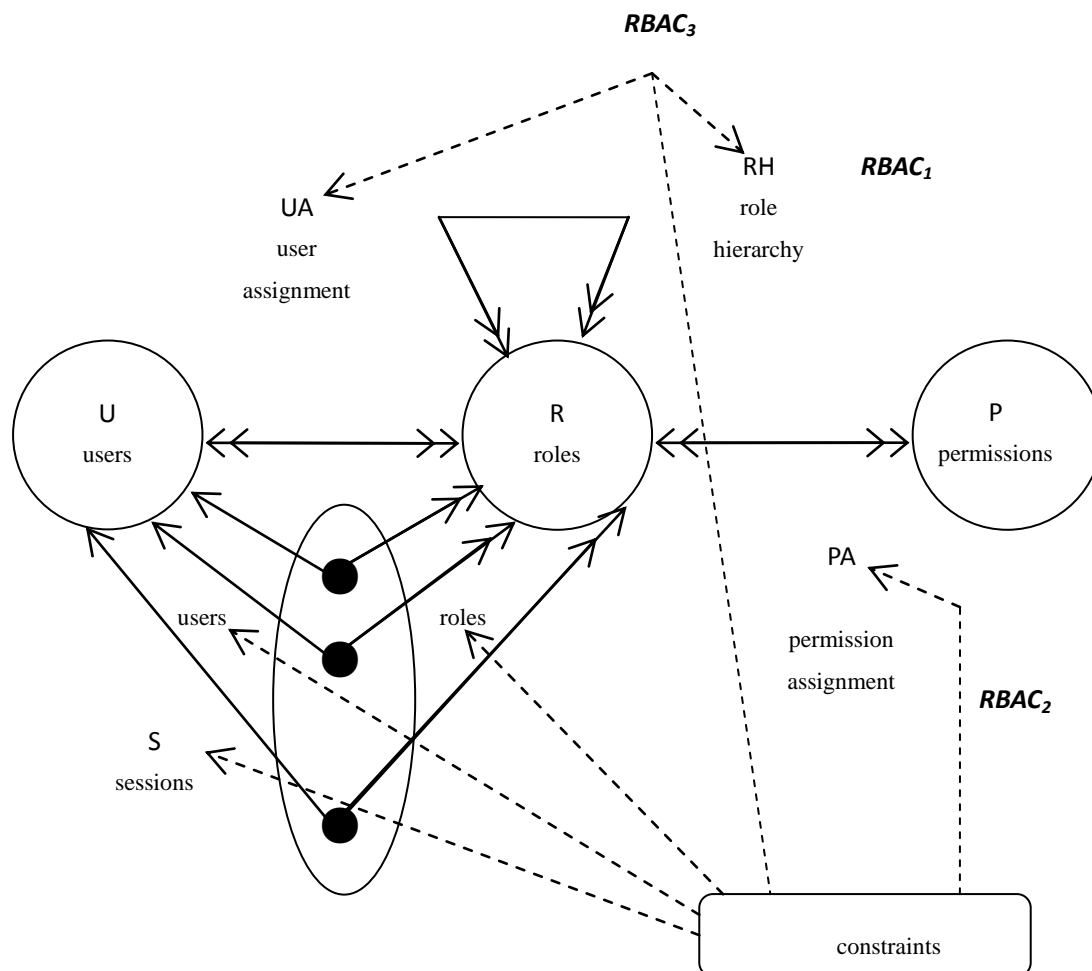 RBAC₃
RH
RBAC₁
UA
role
user
hierarchy
assignment
U
users
R
roles
P
permissions
PA
users
roles
permission
assignment
RBAC₂
S
sessions
constraints